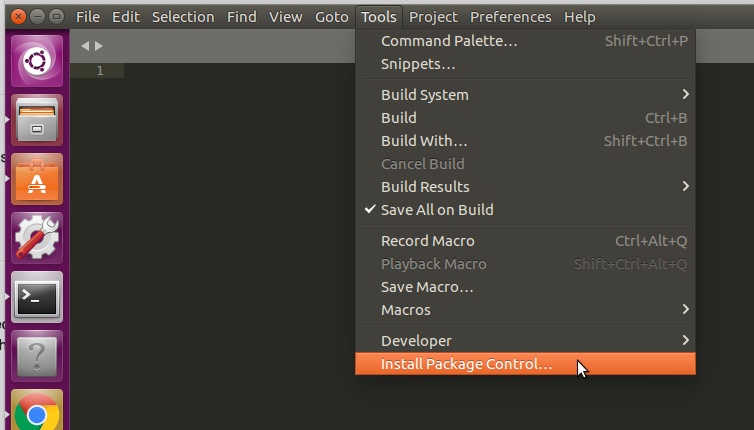 File Edit Selection Find View Goto Tools Project Preferences Help
1
Command Palette... Shift+Ctrl+P
Snippets...
Build System
Build Ctrl+B
Build With... Shift+Ctrl+B
Cancel Build
Build Results
Save All on Build
Record Macro Ctrl+Alt+Q
Playback Macro Shift+Ctrl+Alt+Q
Save Macro...
Macros
Developer
Install Package Control...